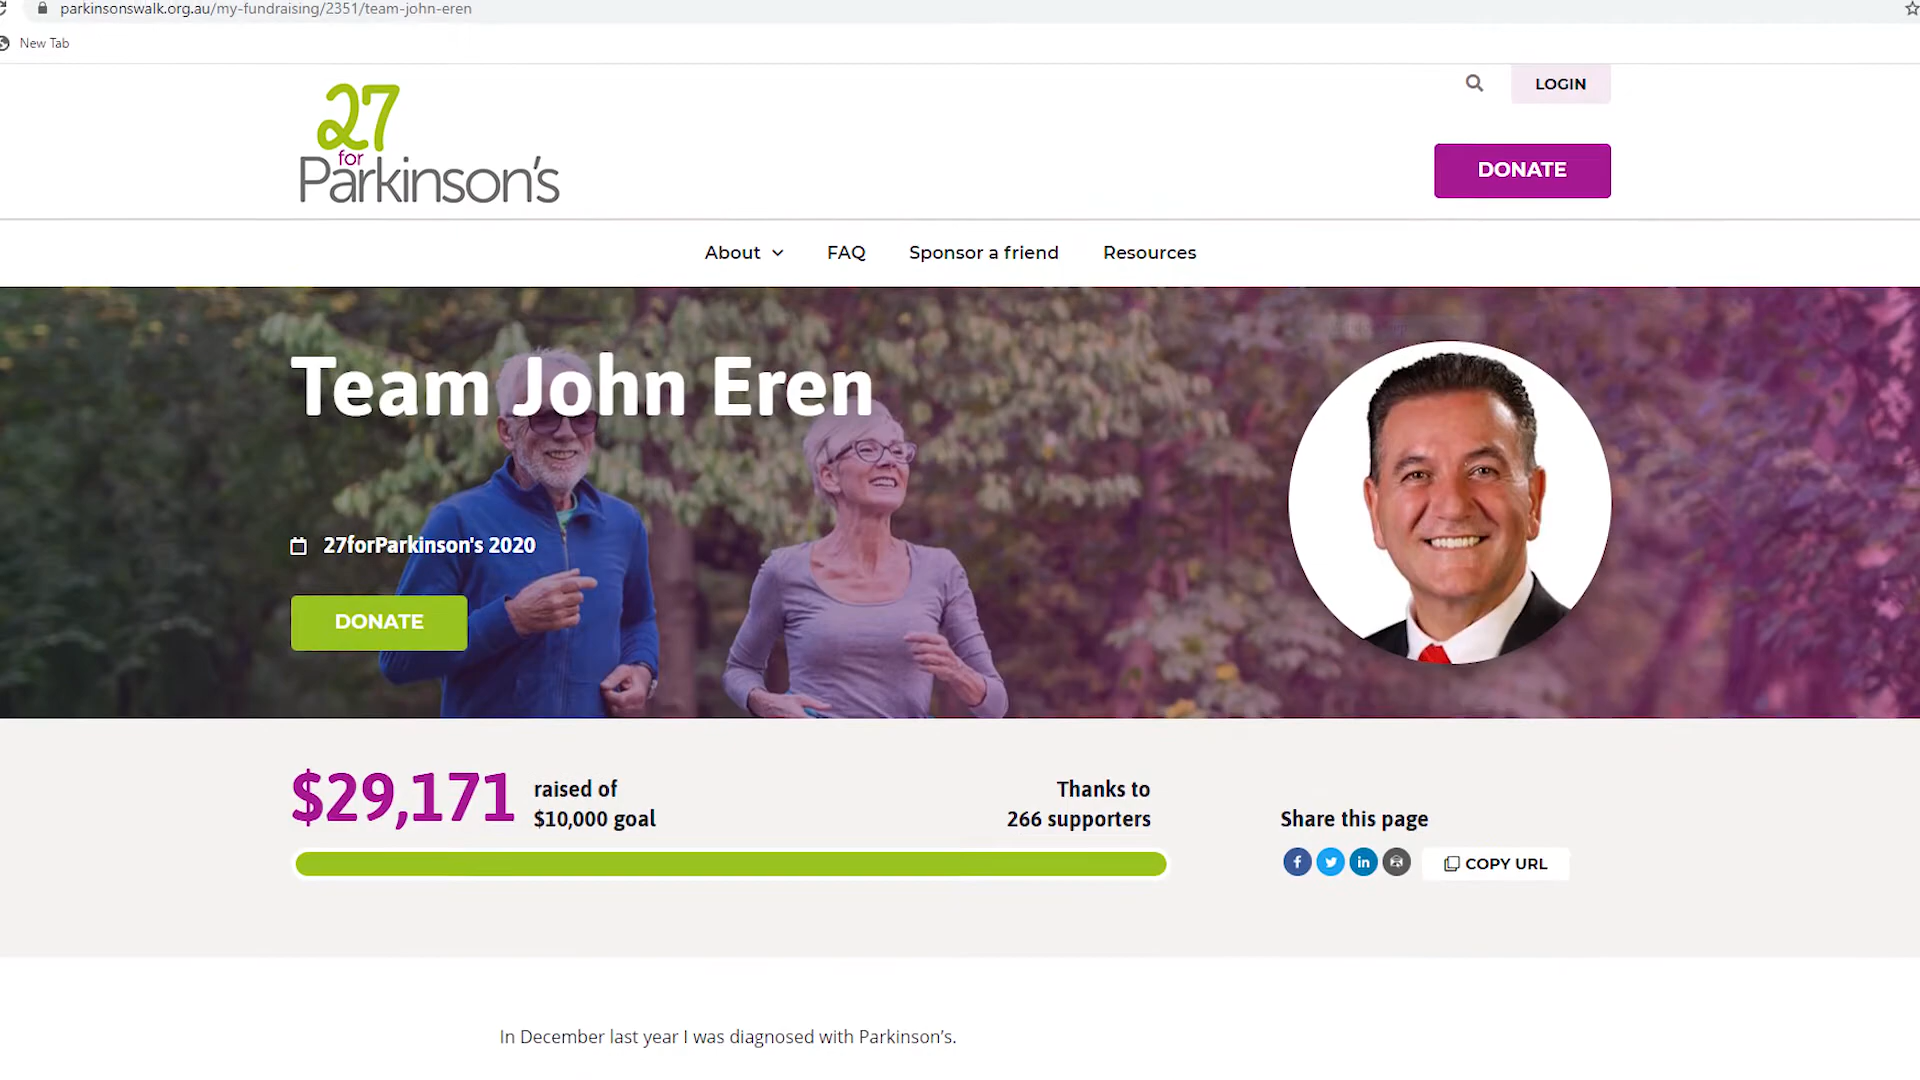 parkinsonswalk.org.au/my-fundraising/2351/team-john-eren
New Tab
LOGIN
27
for
Parkinson's
DONATE
About
FAQ
Sponsor a friend
Resources
Team John Eren
27forParkinson's 2020
DONATE
$29,171
raised of
$10,000 goal
Thanks to
266 supporters
Share this page
COPY URL
In December last year I was diagnosed with Parkinson's.